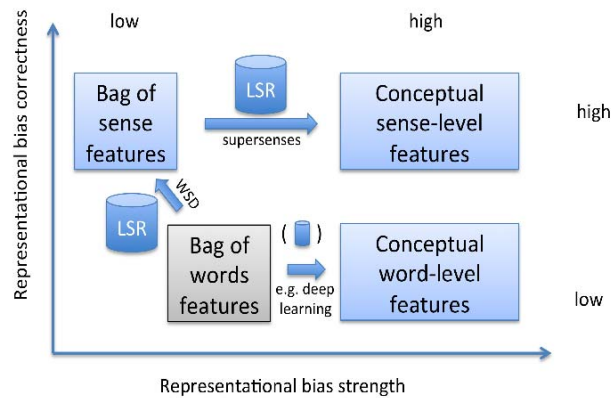 low
high
Representational bias correctness
Bag of
sense
features
LSR
supersenses
Conceptual
sense-level
features
high
LSR
WSD
Bag of
words
features
( )
e.g. deep
learning
Conceptual
word-level
features
low
Representational bias strength